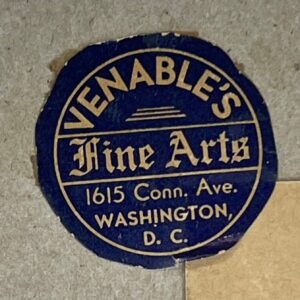 VENABLE'S
Fine Arts
1615 Conn. Ave.
WASHINGTON,
D. C.